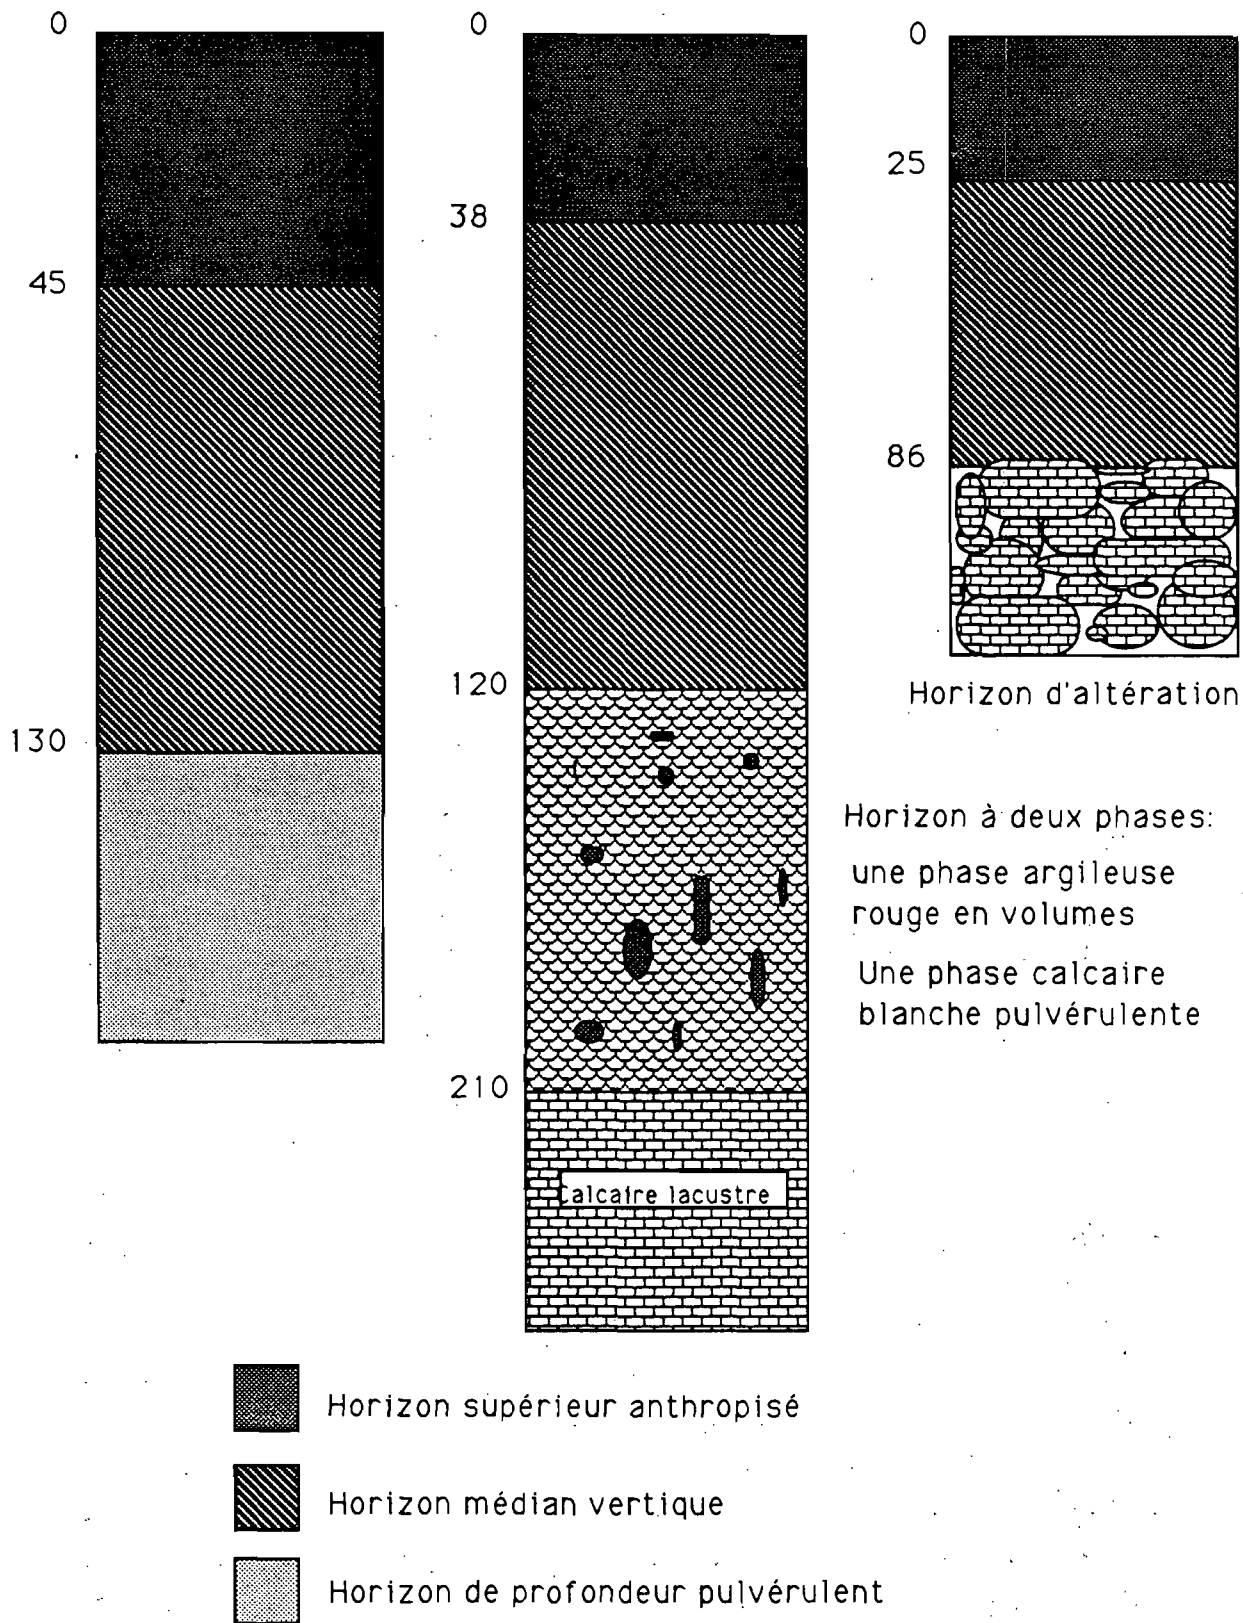 0
45
130
0
38
120
210
Calcaire lacustre
0
25
86
Horizon d'altération
Horizon à deux phases:
une phase argileuse
rouge en volumes
Une phase calcaire
blanche pulvérulente
Horizon supérieur anthropisé
Horizon médian vertique
Horizon de profondeur pulvérulent